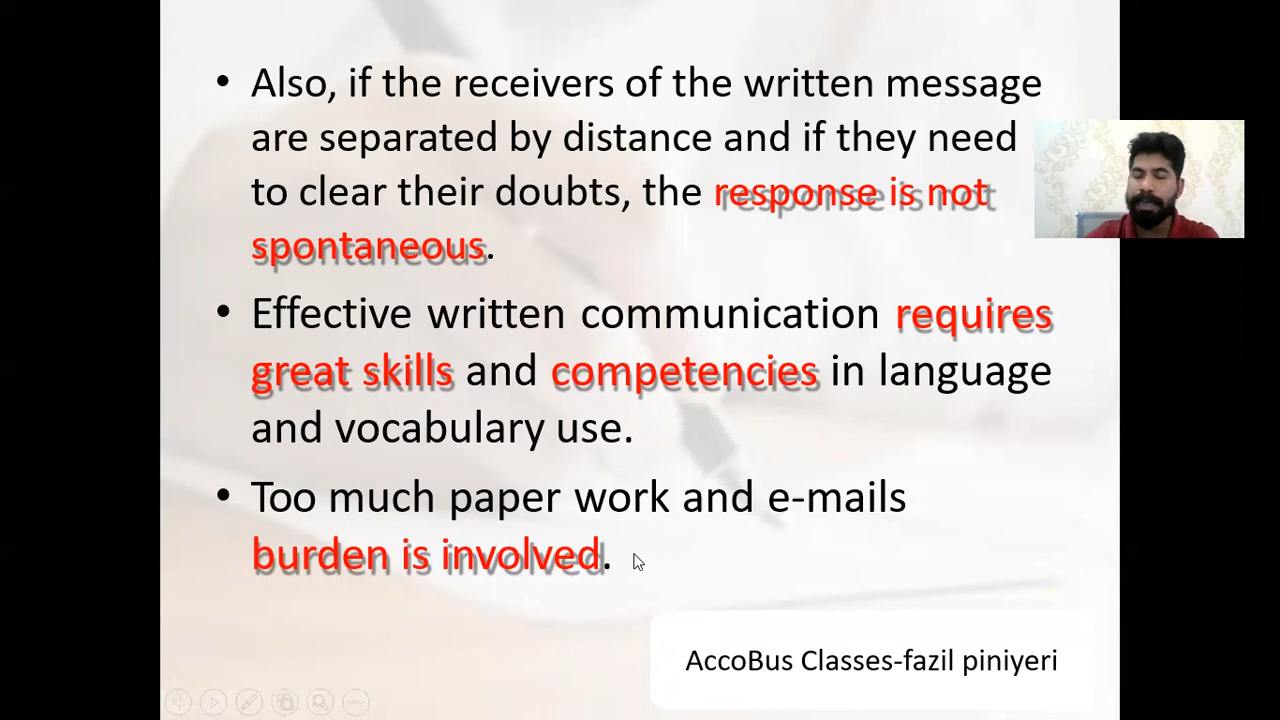 • Also, if the receivers of the written message
are separated by distance and if they need
to clear their doubts, the response is not
spontaneous.
• Effective written communication requires
great skills and competencies in language
and vocabulary use.
• Too much paper work and e-mails
burden is involved.
AccoBus Classes-fazil piniyeri